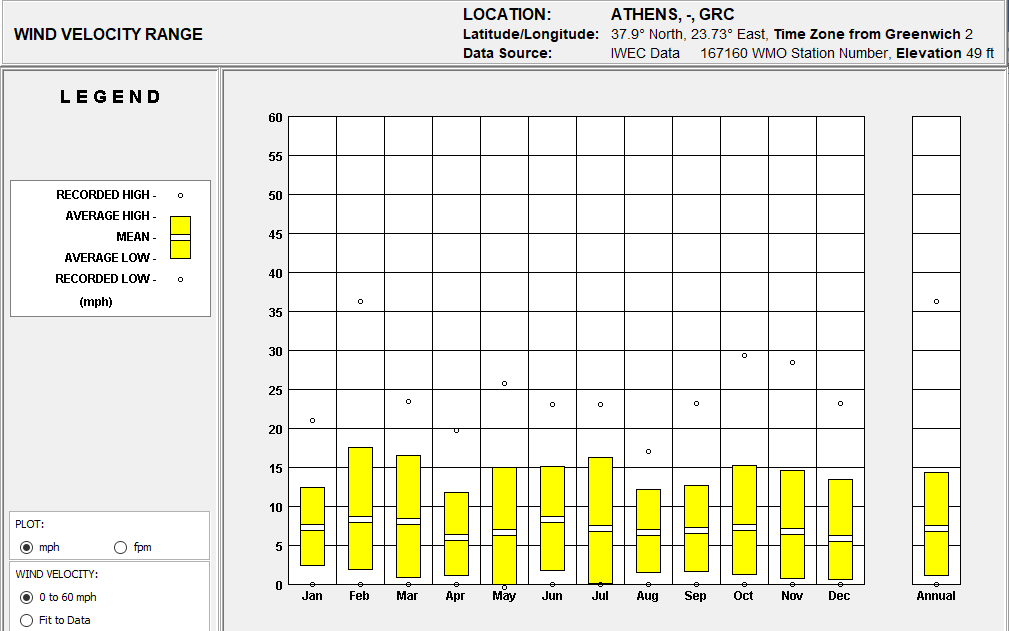 WIND VELOCITY RANGE
LOCATION: ATHENS, -, GRC
Latitude/Longitude: 37.9° North, 23.73° East, Time Zone from Greenwich 2
Data Source: IWEC Data 167160 WMO Station Number, Elevation 49 ft
LEGEND
RECORDED HIGH -
AVERAGE HIGH -
MEAN -
AVERAGE LOW -
RECORDED LOW -
(mph)
PLOT:
mph fpm
WIND VELOCITY:
0 to 60 mph
Fit to Data
60
55
50
45
40
35
30
25
20
15
10
5
0
Jan Feb Mar Apr May Jun Jul Aug Sep Oct Nov Dec Annual